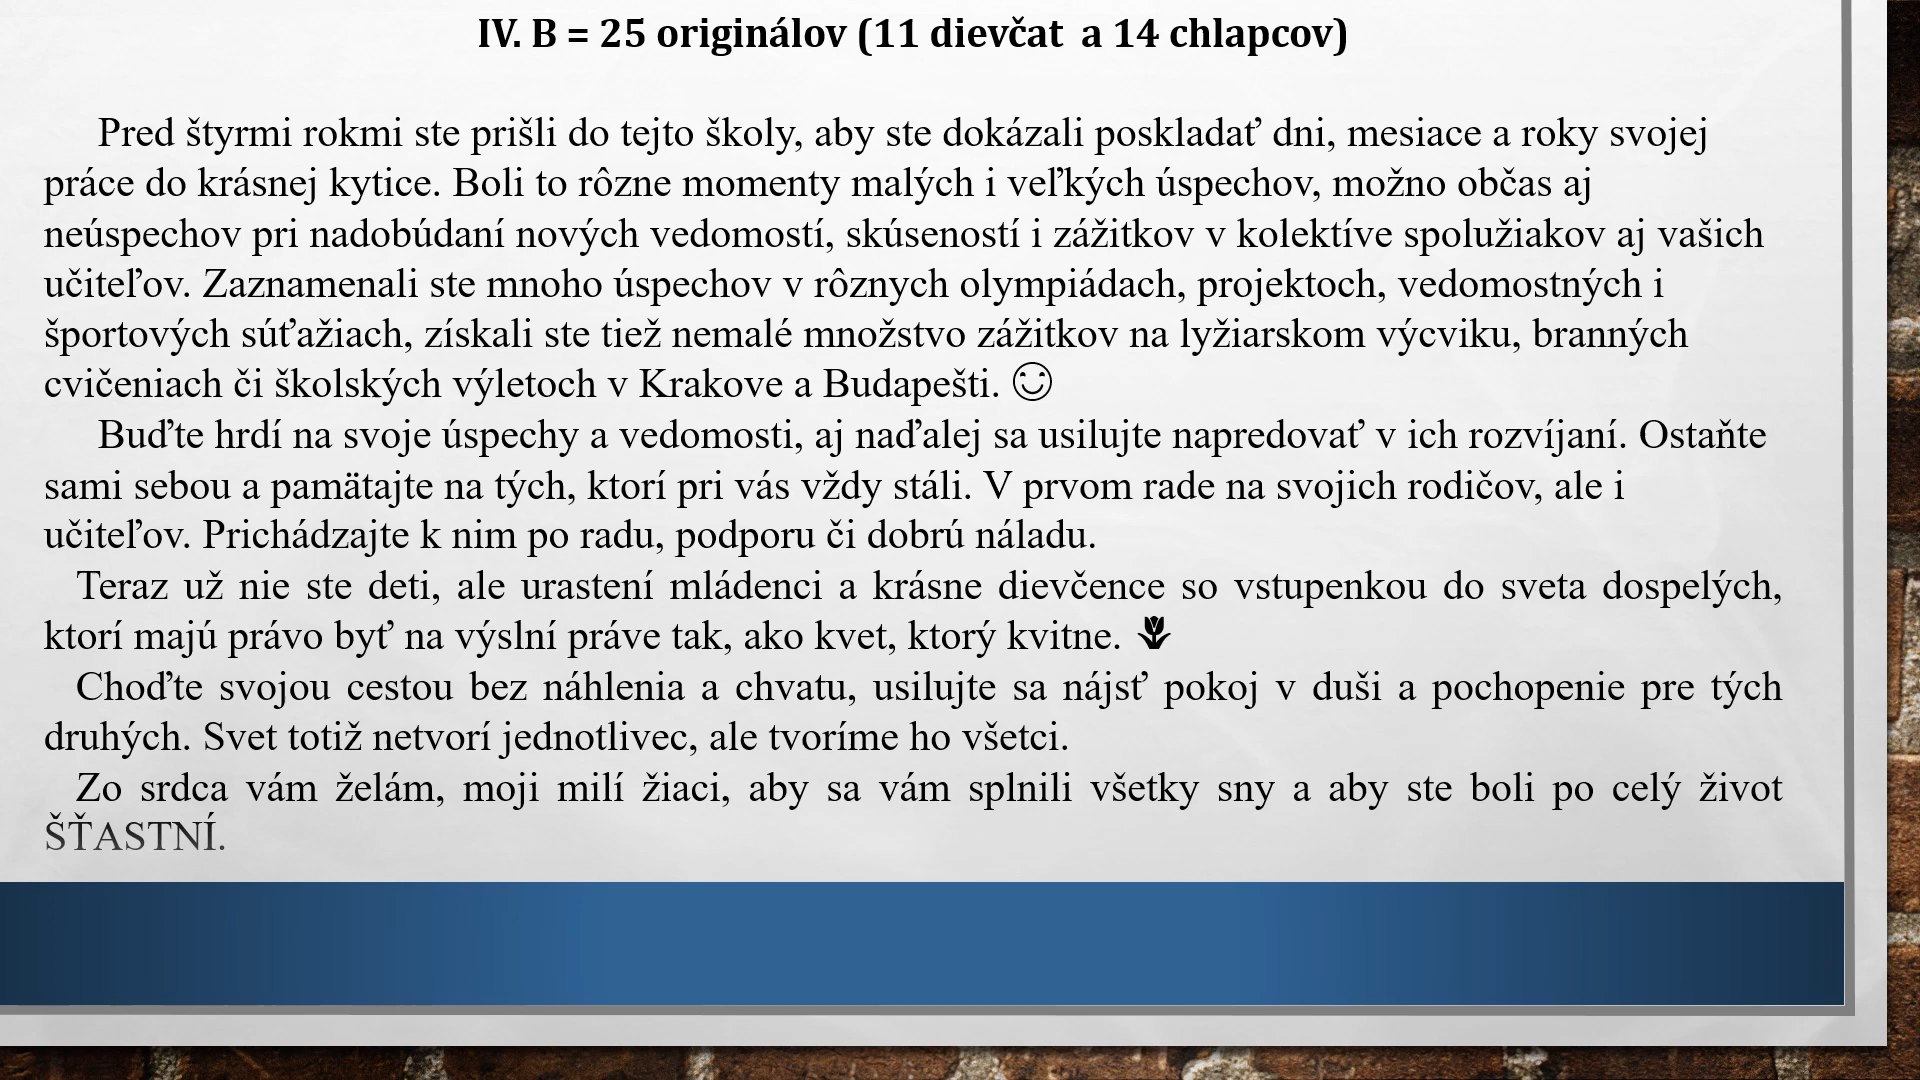 IV. B = 25 originálov (11 dievčat a 14 chlapcov)
Pred štyrmi rokmi ste prišli do tejto školy, aby ste dokázali poskladať dni, mesiace a roky svojej
práce do krásnej kytice. Boli to rôzne momenty malých i veľkých úspechov, možno občas aj
neúspechov pri nadobúdaní nových vedomostí, skúseností i zážitkov v kolektíve spolužiakov aj vašich
učiteľov. Zaznamenali ste mnoho úspechov v rôznych olympiádach, projektoch, vedomostných i
športových súťažiach, získali ste tiež nemalé množstvo zážitkov na lyžiarskom výcviku, branných
cvičeniach či školských výletoch v Krakove a Budapešti. ☺
Buďte hrdí na svoje úspechy a vedomosti, aj naďalej sa usilujte napredovať v ich rozvíjaní. Ostaňte
sami sebou a pamätajte na tých, ktorí pri vás vždy stáli. V prvom rade na svojich rodičov, ale i
učiteľov. Prichádzajte k nim po radu, podporu či dobrú náladu.
Teraz už nie ste deti, ale urastení mládenci a krásne dievčence so vstupenkou do sveta dospelých,
ktorí majú právo byť na výslní práve tak, ako kvet, ktorý kvitne. 🌷
Choďte svojou cestou bez náhlenia a chvatu, usilujte sa nájsť pokoj v duši a pochopenie pre tých
druhých. Svet totiž netvorí jednotlivec, ale tvoríme ho všetci.
Zo srdca vám želám, moji milí žiaci, aby sa vám splnili všetky sny a aby ste boli po celý život
ŠŤASTNÍ.